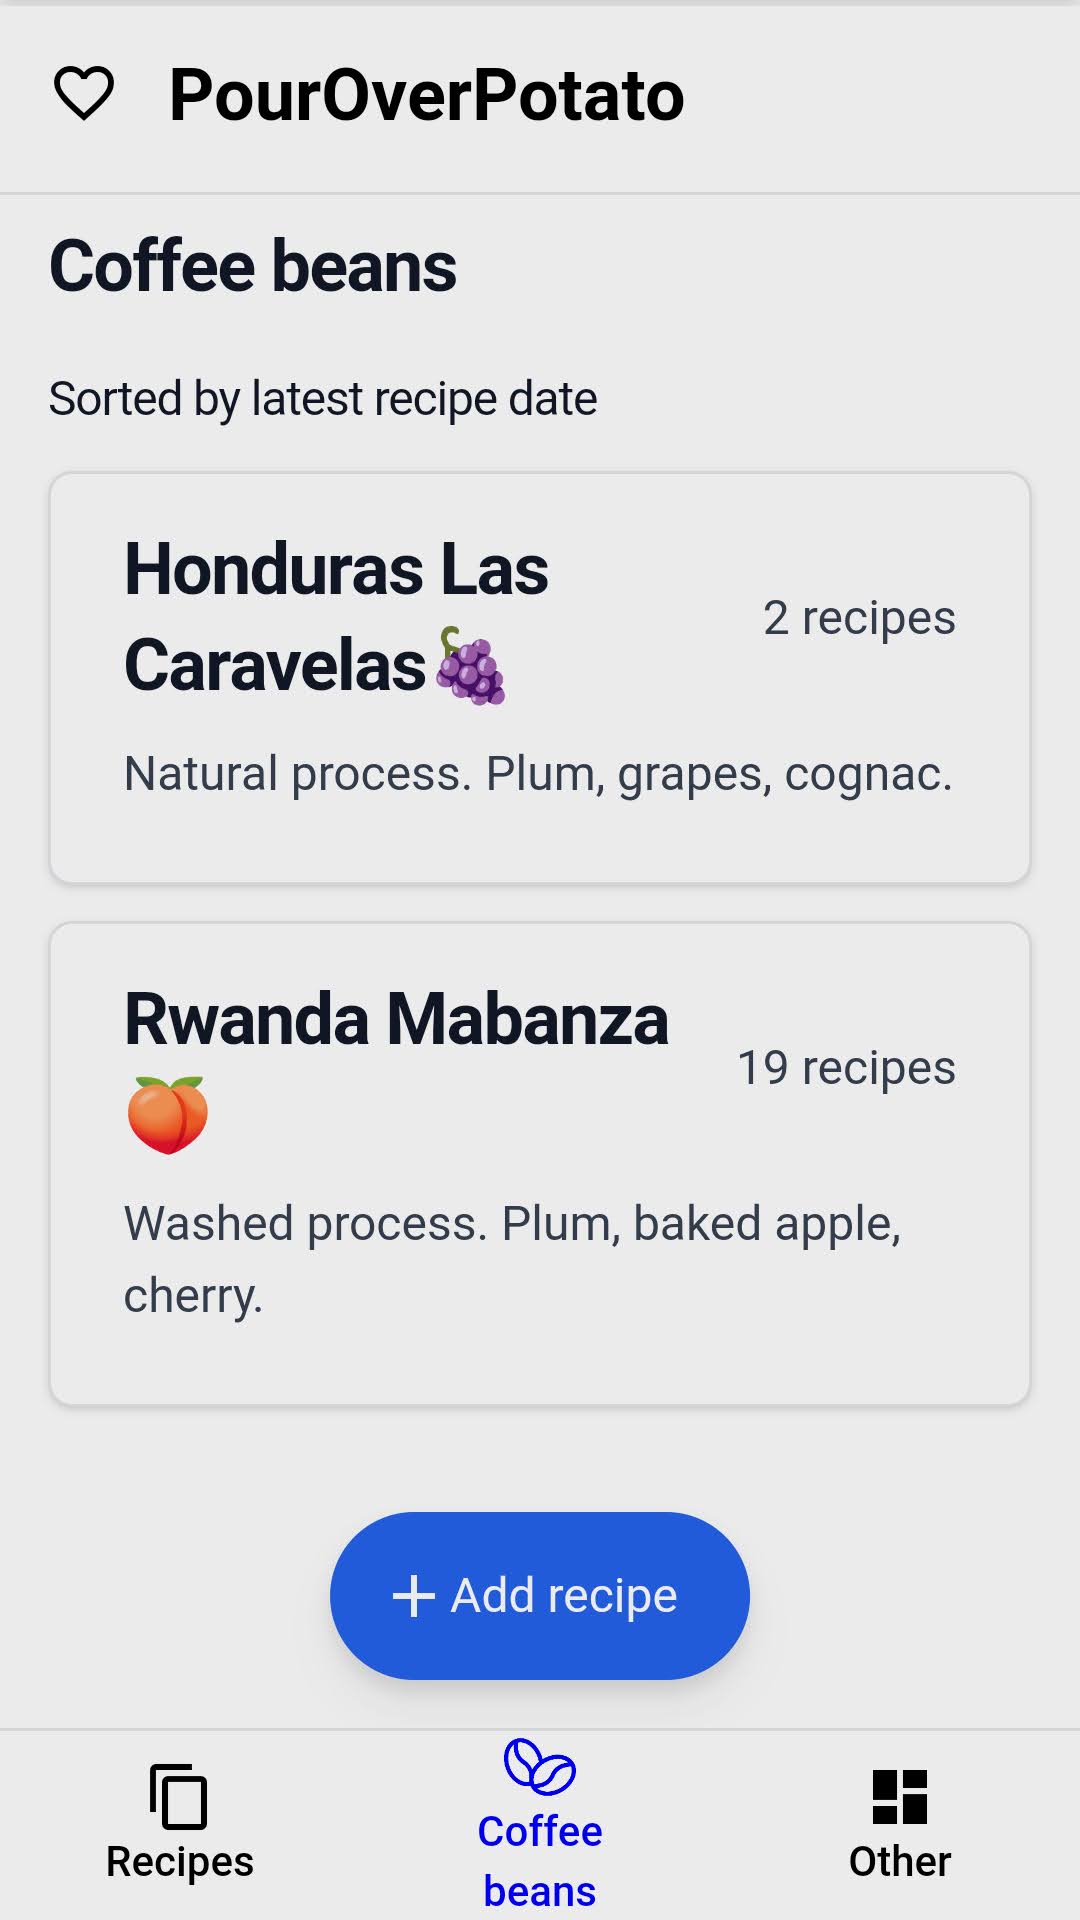 PourOverPotato
Coffee beans
Sorted by latest recipe date
Honduras Las
Caravelas🍇
2 recipes
Natural process. Plum, grapes, cognac.
Rwanda Mabanza
🍑
19 recipes
Washed process. Plum, baked apple,
cherry.
+ Add recipe
Recipes
Coffee
beans
Other